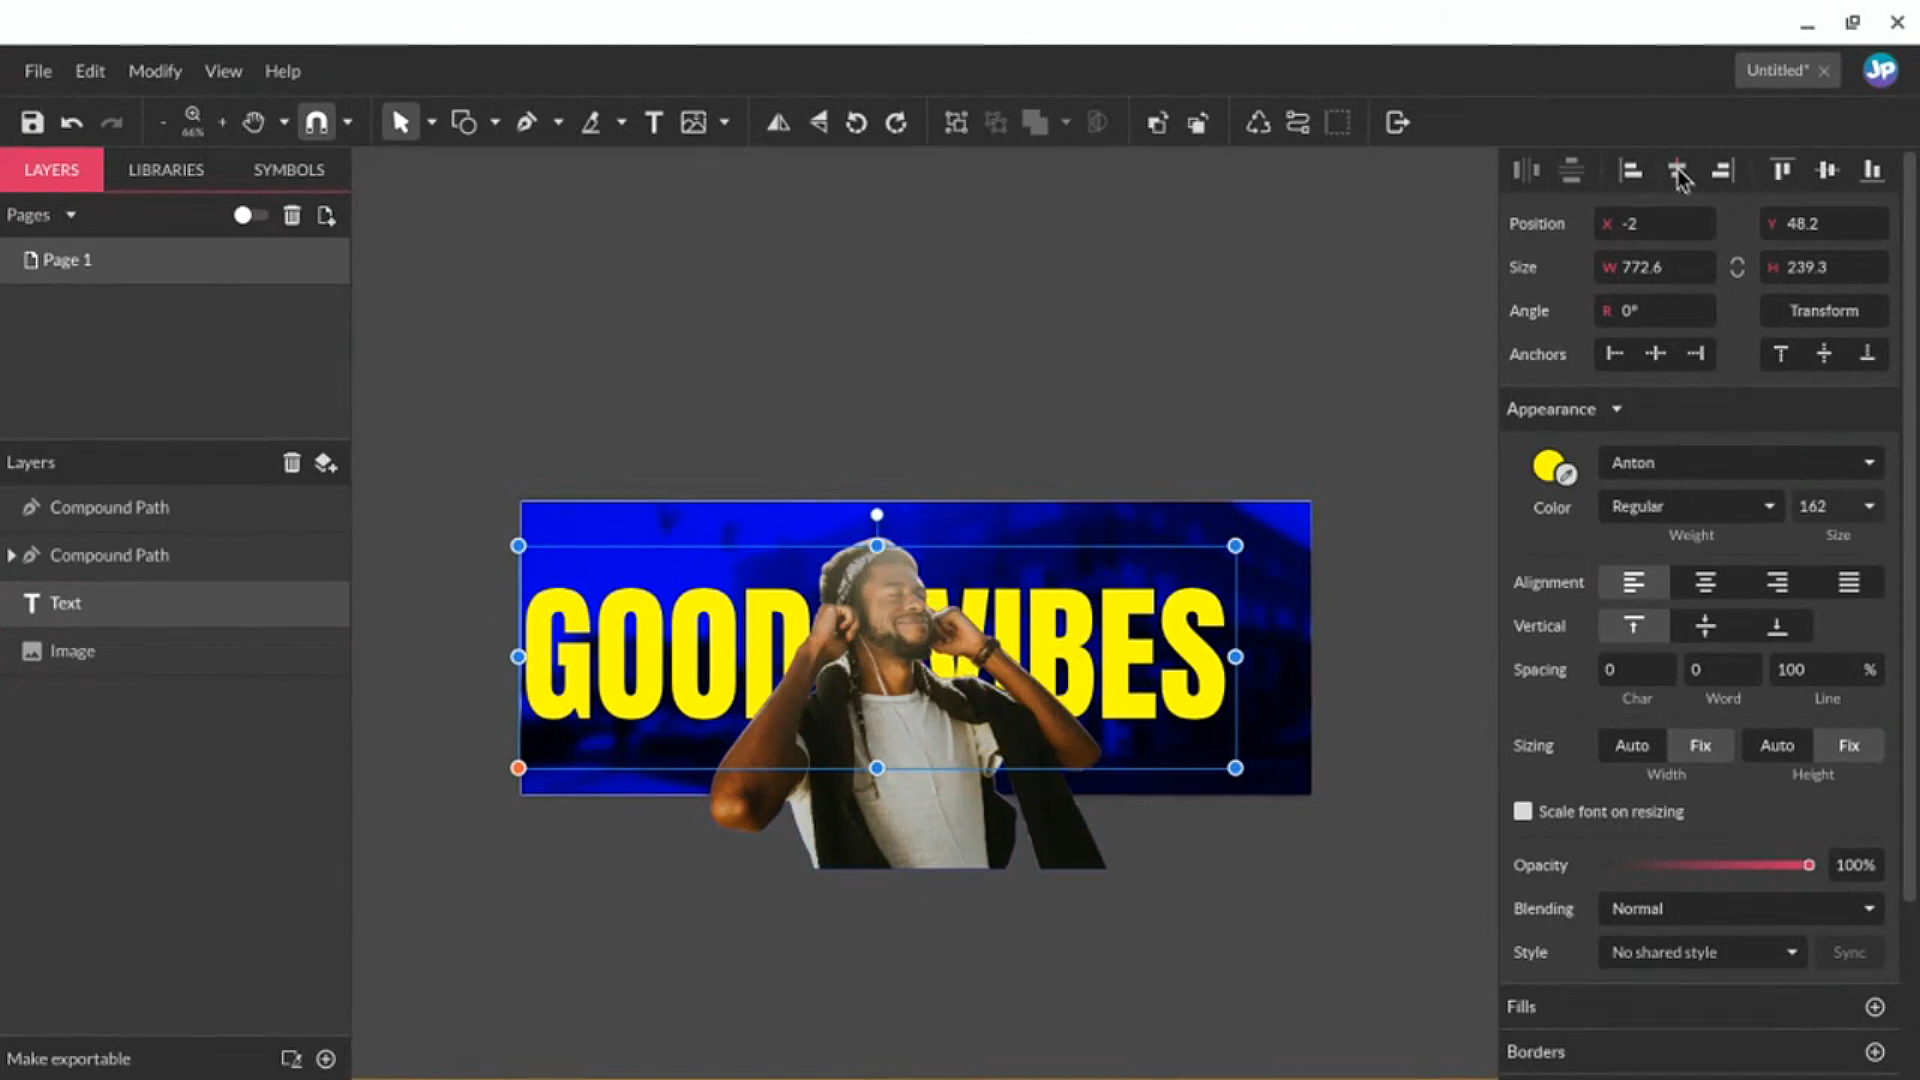 File Edit Modify View Help
Untitled* JP
66%
LAYERS LIBRARIES SYMBOLS
Pages
Page 1
Layers
Compound Path
Compound Path
Text
Image
Make exportable
GOOD VIBES
Position X -2 Y 48.2
Size W 772.6 H 239.3
Angle R 0° Transform
Anchors
Appearance
Anton
Color Regular 162
Weight Size
Alignment
Vertical
Spacing 0 0 100 %
Char Word Line
Sizing Auto Fix Auto Fix
Width Height
Scale font on resizing
Opacity 100%
Blending Normal
Style No shared style Sync
Fills
Borders